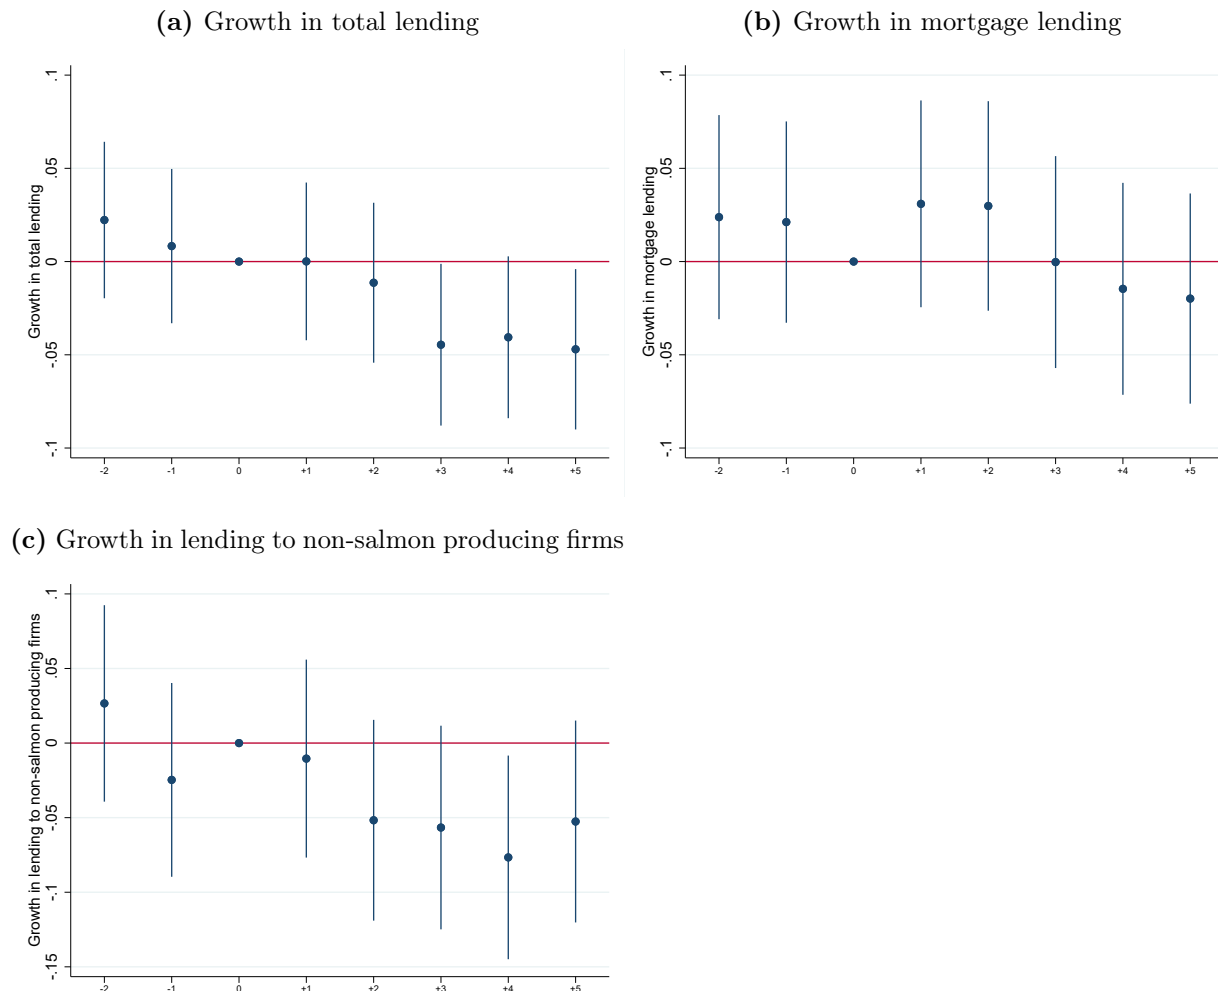 (a) Growth in total lending
Growth in total lending
.1
.05
0
-.05
-.1
-2 -1 0 +1 +2 +3 +4 +5
(b) Growth in mortgage lending
Growth in mortgage lending
.1
.05
0
-.05
-.1
-2 -1 0 +1 +2 +3 +4 +5
(c) Growth in lending to non-salmon producing firms
Growth in lending to non-salmon producing firms
.1
.05
0
-.05
-.1
-.15
-2 -1 0 +1 +2 +3 +4 +5